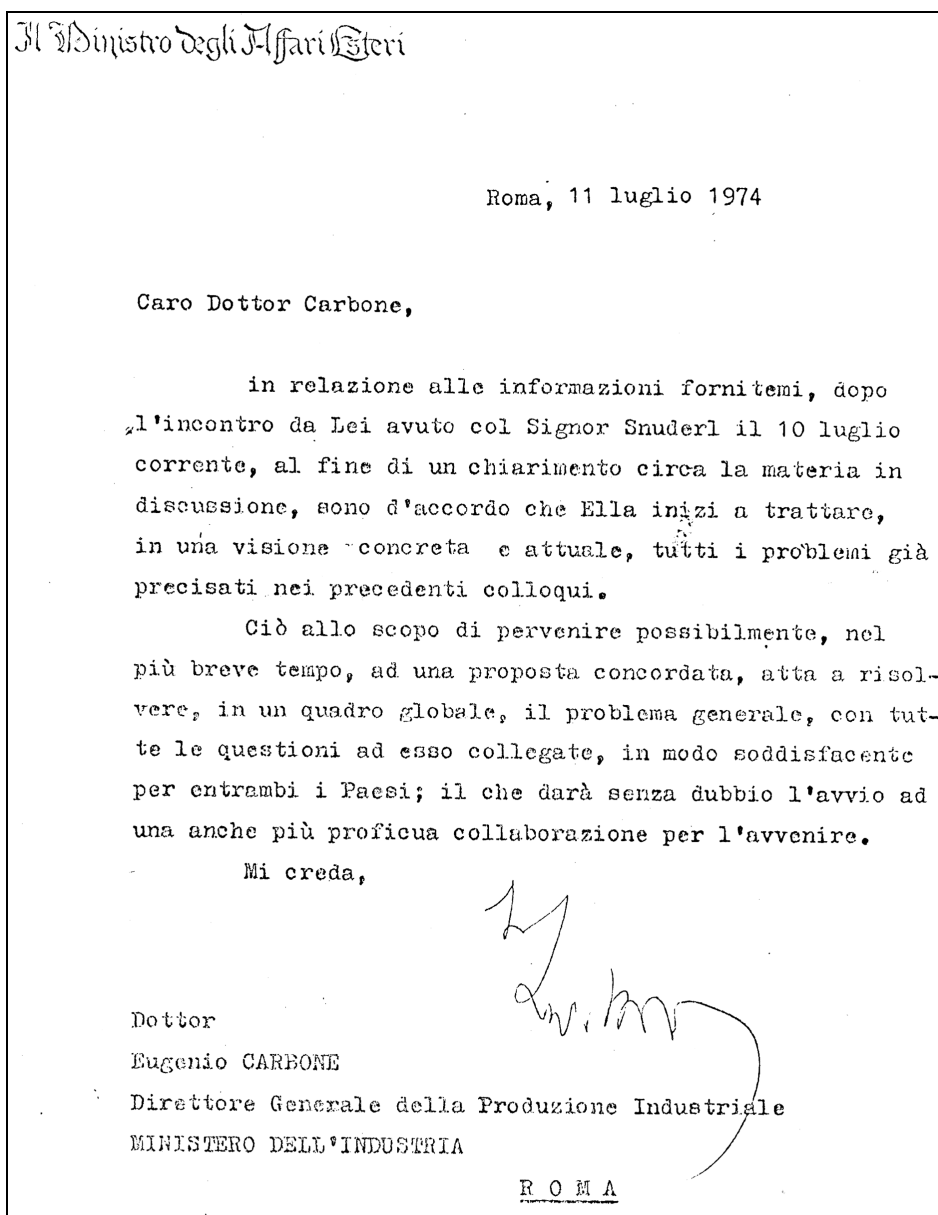 Il Ministro degli Affari Esteri
Roma, 11 luglio 1974
Caro Dottor Carbone,
in relazione alle informazioni fornitemi, dopo
l'incontro da Lei avuto col Signor Snuderl il 10 luglio
corrente, al fine di un chiarimento circa la materia in
discussione, sono d'accordo che Ella inizi a trattare,
in una visione concreta e attuale, tutti i problemi già
precisati nei precedenti colloqui.
Ciò allo scopo di pervenire possibilmente, nel
più breve tempo, ad una proposta concordata, atta a risol-
vere, in un quadro globale, il problema generale, con tut-
te le questioni ad esso collegate, in modo soddisfacente
per entrambi i Paesi; il che darà senza dubbio l'avvio ad
una anche più proficua collaborazione per l'avvenire.
Mi creda,
Dottor
Eugenio CARBONE
Direttore Generale della Produzione Industriale
MINISTERO DELL'INDUSTRIA
R O M A